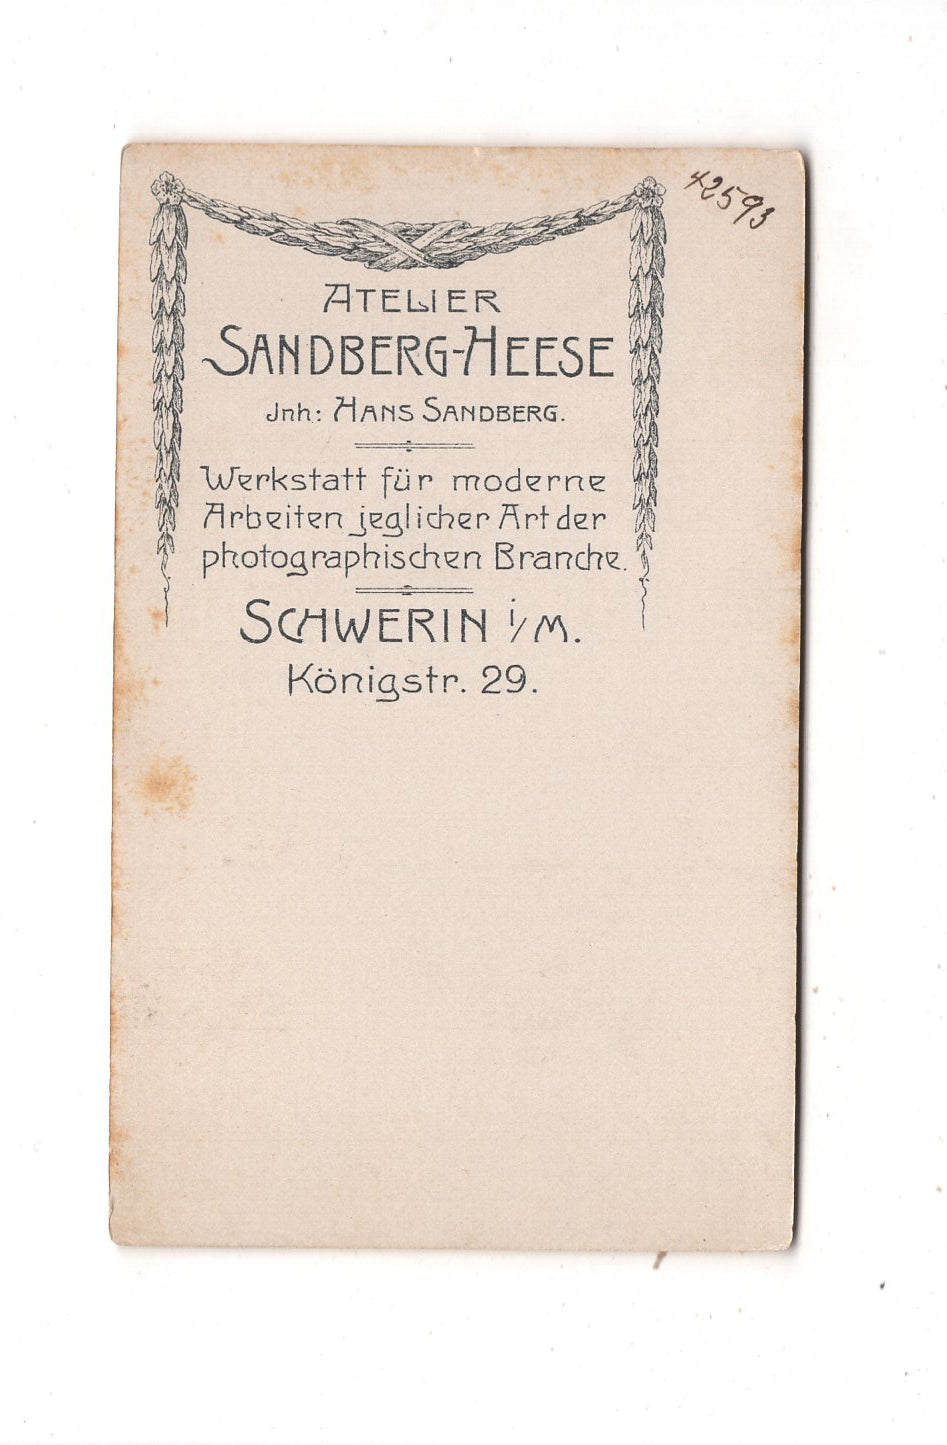 42593
ATELIER
SANDBERG-HEESE
Jnh: HANS SANDBERG.
Werkstatt für moderne
Arbeiten jeglicher Art der
photographischen Branche.
SCHWERIN i/M.
Königstr. 29.